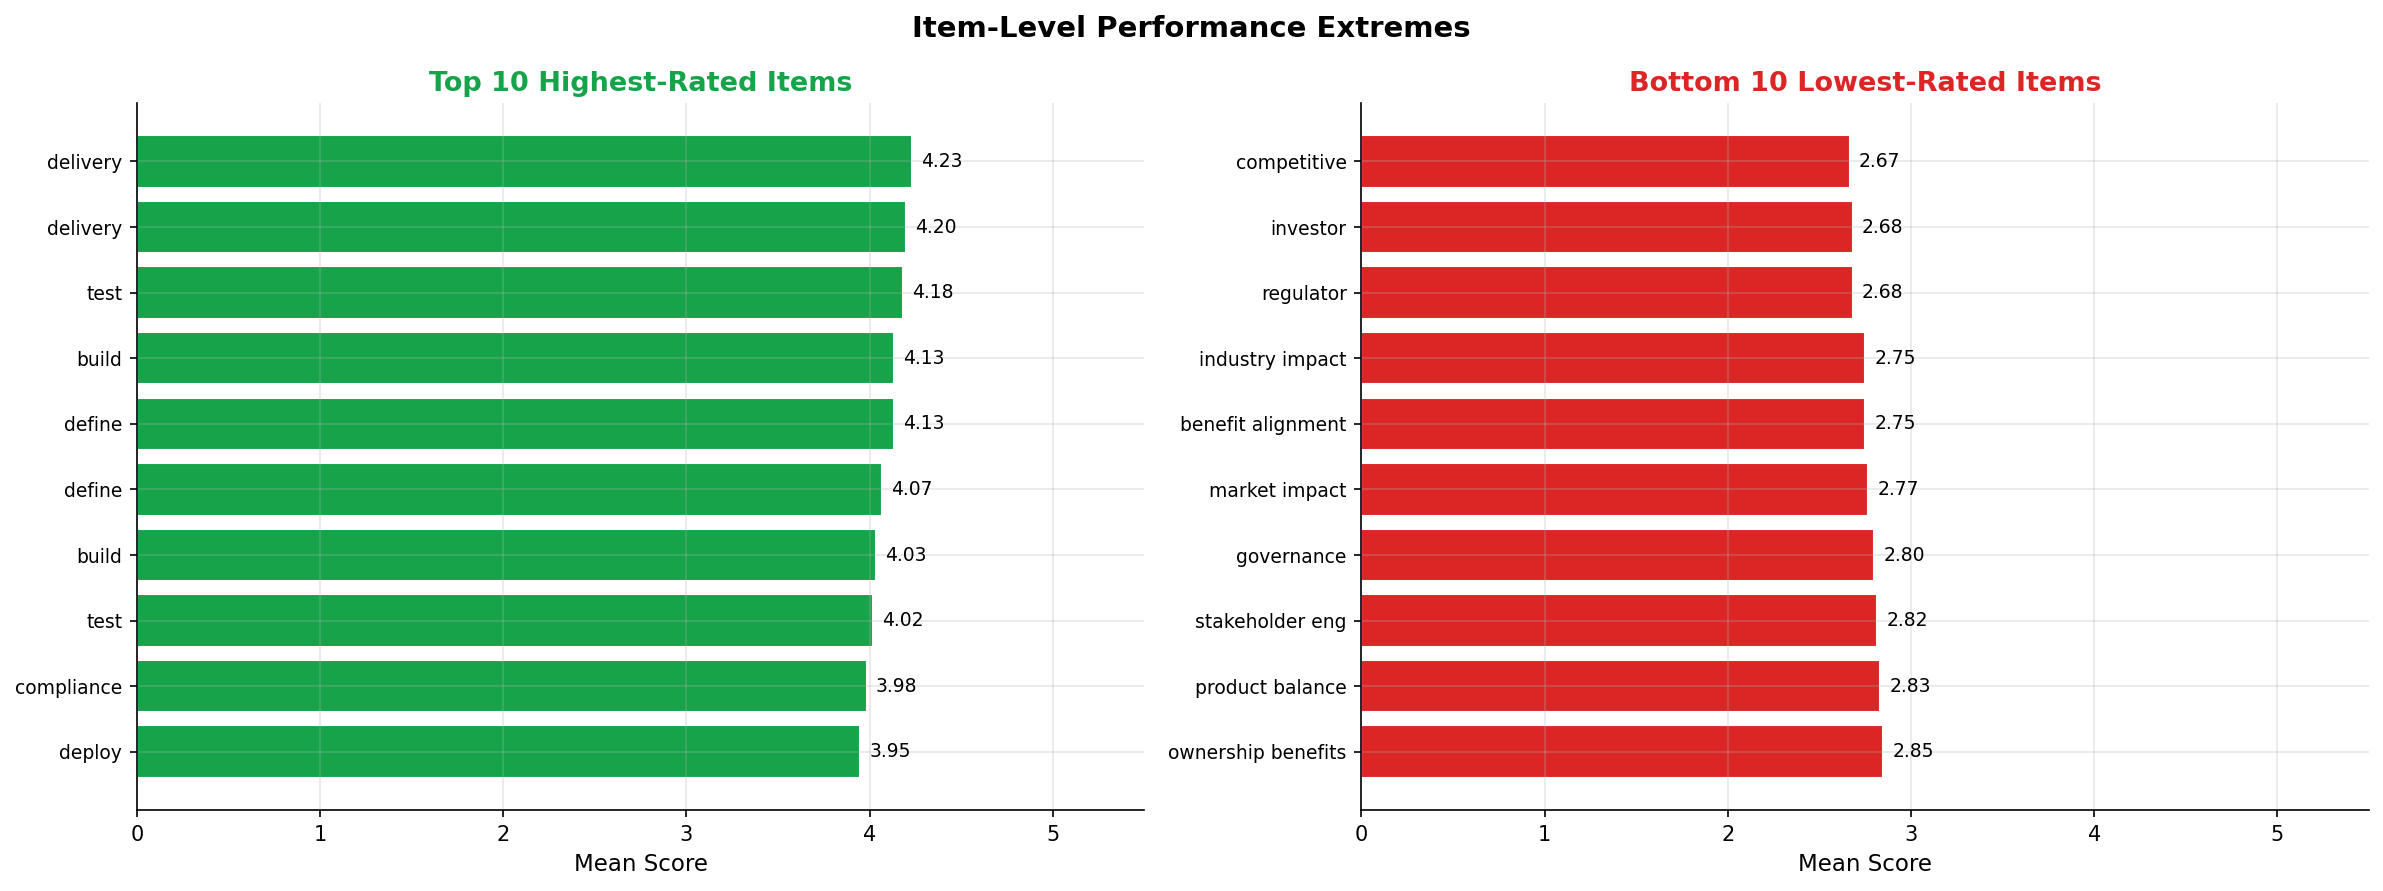 Item-Level Performance Extremes
Top 10 Highest-Rated Items
delivery 4.23
delivery 4.20
test 4.18
build 4.13
define 4.13
define 4.07
build 4.03
test 4.02
compliance 3.98
deploy 3.95
0 1 2 3 4 5
Mean Score
Bottom 10 Lowest-Rated Items
competitive 2.67
investor 2.68
regulator 2.68
industry impact 2.75
benefit alignment 2.75
market impact 2.77
governance 2.80
stakeholder eng 2.82
product balance 2.83
ownership benefits 2.85
0 1 2 3 4 5
Mean Score